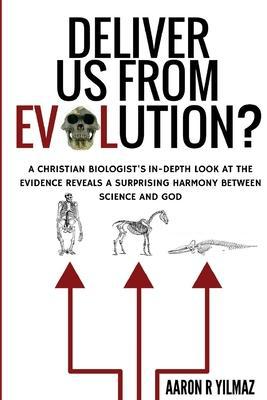 DELIVER
US FROM
EVOLUTION?
A CHRISTIAN BIOLOGIST'S IN-DEPTH LOOK AT THE
EVIDENCE REVEALS A SURPRISING HARMONY BETWEEN
SCIENCE AND GOD
AARON R YILMAZ